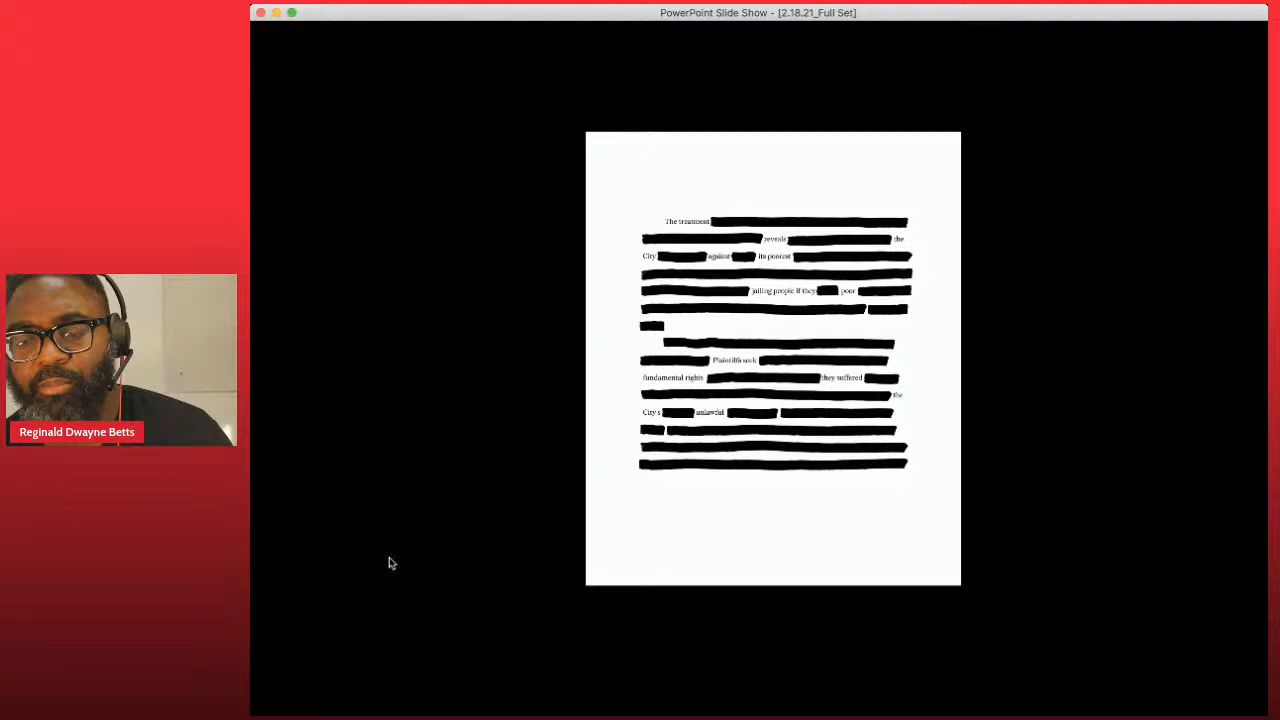 PowerPoint Slide Show - [2.18.21_Full Set]
The treatment
reveals the
City against its poorest
jailing people if they poor
Plaintiffs seek
fundamental rights they suffered
the
City s unlawful
Reginald Dwayne Betts